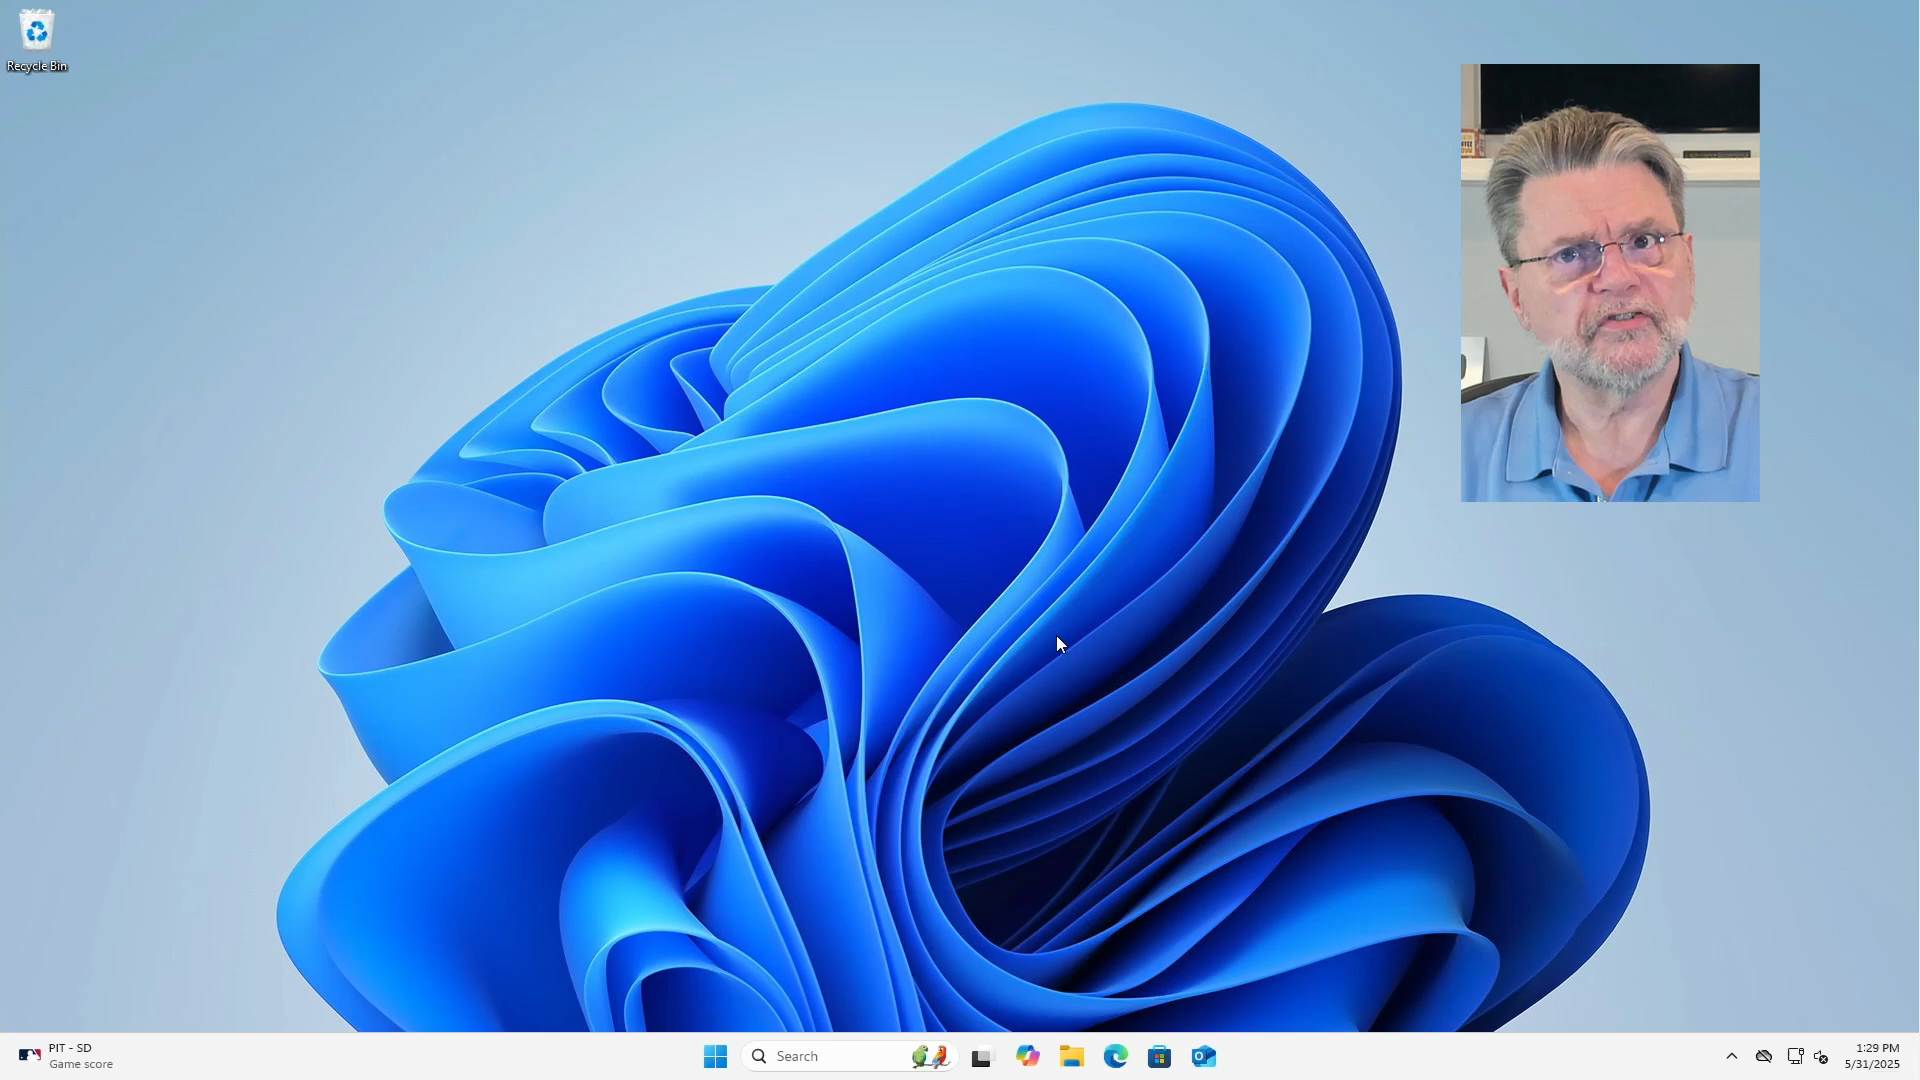 Recycle Bin
PIT - SD
Game score
Search
1:29 PM
5/31/2025